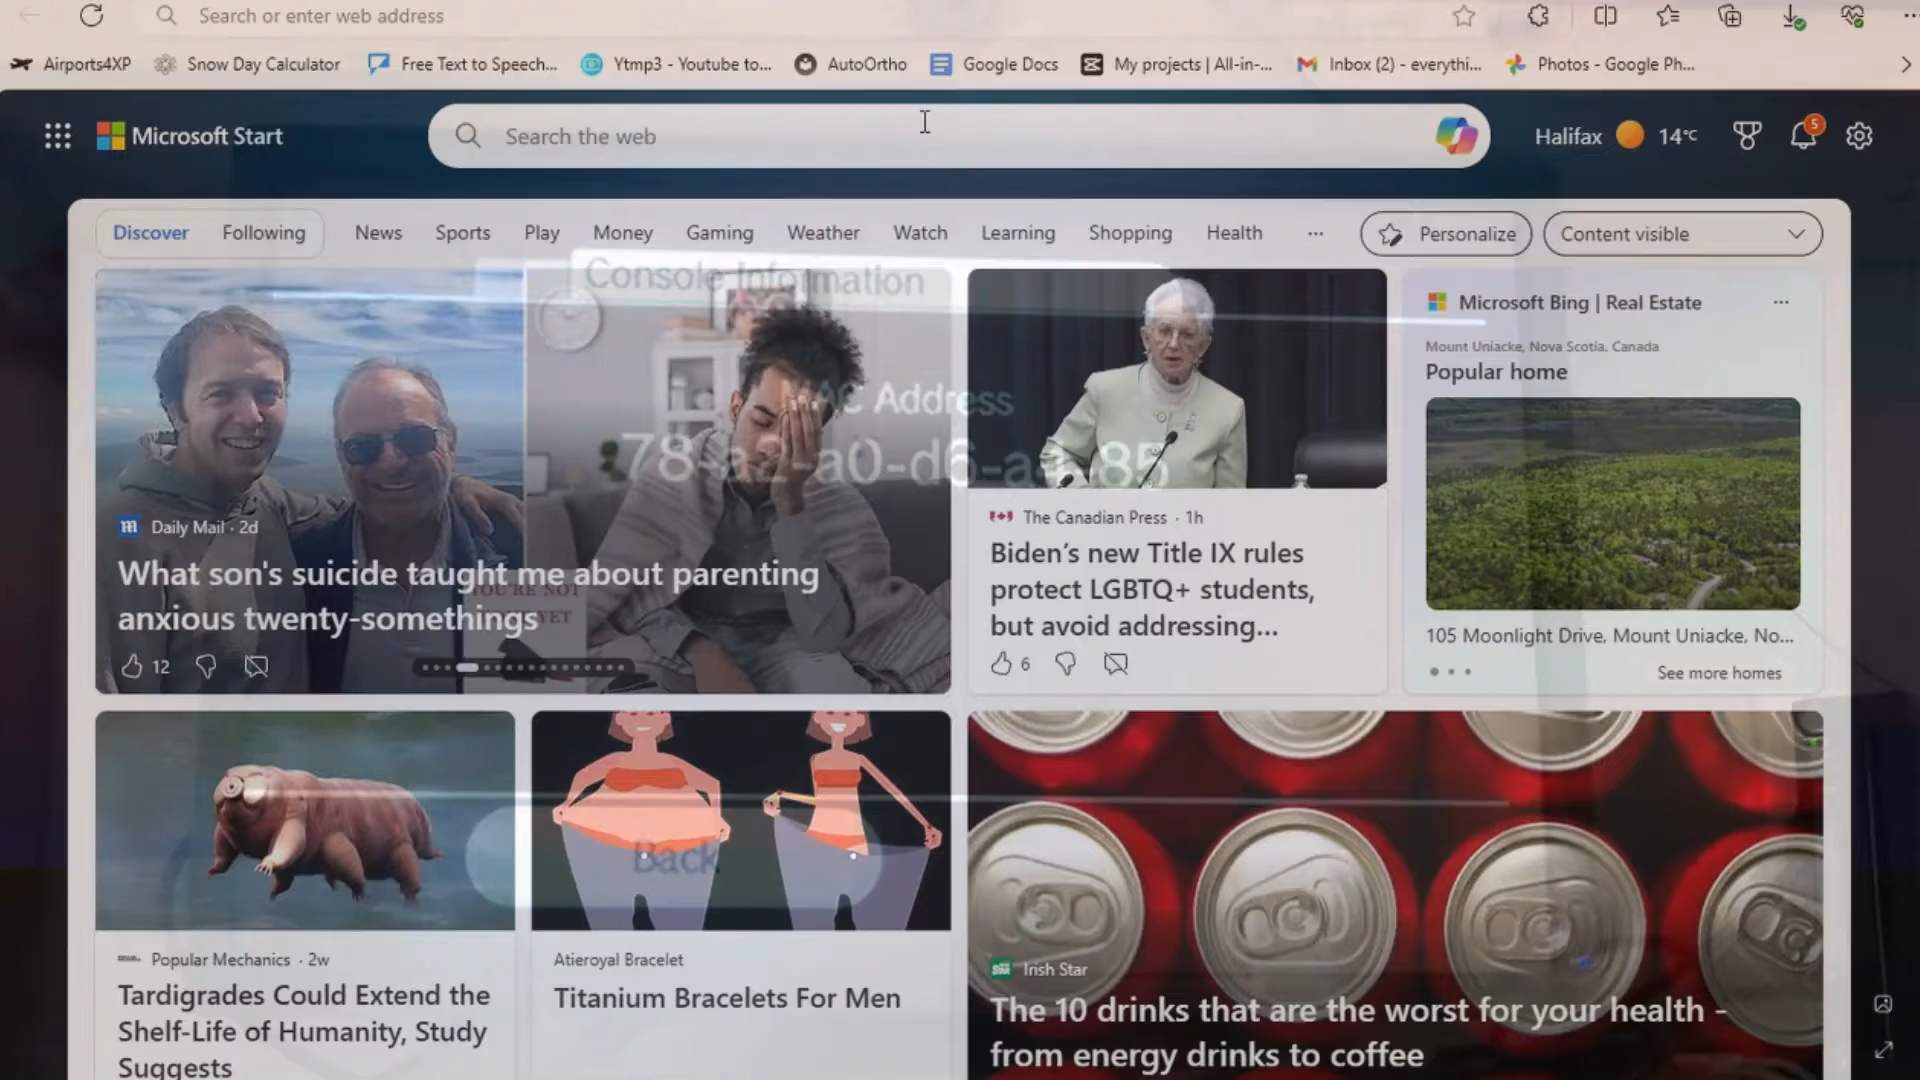 Search or enter web address
Airports4XP
Snow Day Calculator
Free Text to Speech...
Ytmp3 - Youtube to...
AutoOrtho
Google Docs
My projects | All-in-...
Inbox (2) - everythi...
Photos - Google Ph...
Microsoft Start
Search the web
Halifax
14°C
5
Discover
Following
News
Sports
Play
Money
Gaming
Weather
Watch
Learning
Shopping
Health
...
Personalize
Content visible
Console Information
MAC Address
Daily Mail · 2d
What son's suicide taught me about parenting
anxious twenty-somethings
12
YOU'RE NOT
YET
The Canadian Press · 1h
Biden's new Title IX rules
protect LGBTQ+ students,
but avoid addressing...
6
Microsoft Bing | Real Estate
...
Mount Uniacke, Nova Scotia, Canada
Popular home
105 Moonlight Drive, Mount Uniacke, No...
See more homes
Back
Popular Mechanics · 2w
Tardigrades Could Extend the
Shelf-Life of Humanity, Study
Suggests
Atieroyal Bracelet
Titanium Bracelets For Men
Irish Star
The 10 drinks that are the worst for your health -
from energy drinks to coffee